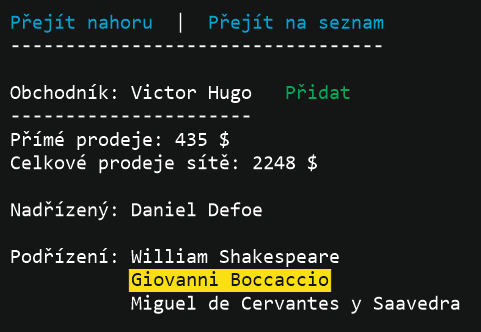 Přejít nahoru | Přejít na seznam
----------------------------------
Obchodník: Victor Hugo Přidat
----------------------
Přímé prodeje: 435 $
Celkové prodeje sítě: 2248 $
Nadřízený: Daniel Defoe
Podřízení: William Shakespeare
Giovanni Boccaccio
Miguel de Cervantes y Saavedra